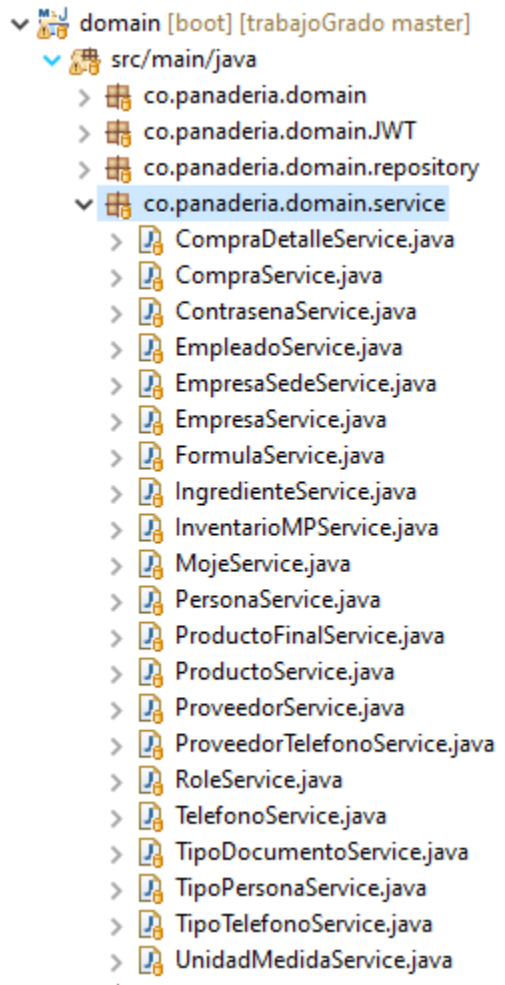 domain [boot] [trabajoGrado master]
src/main/java
co.panaderia.domain
co.panaderia.domain.JWT
co.panaderia.domain.repository
co.panaderia.domain.service
CompraDetalleService.java
CompraService.java
ContrasenaService.java
EmpleadoService.java
EmpresaSedeService.java
EmpresaService.java
FormulaService.java
IngredienteService.java
InventarioMPService.java
MojeService.java
PersonaService.java
ProductoFinalService.java
ProductoService.java
ProveedorService.java
ProveedorTelefonoService.java
RoleService.java
TelefonoService.java
TipoDocumentoService.java
TipoPersonaService.java
TipoTelefonoService.java
UnidadMedidaService.java